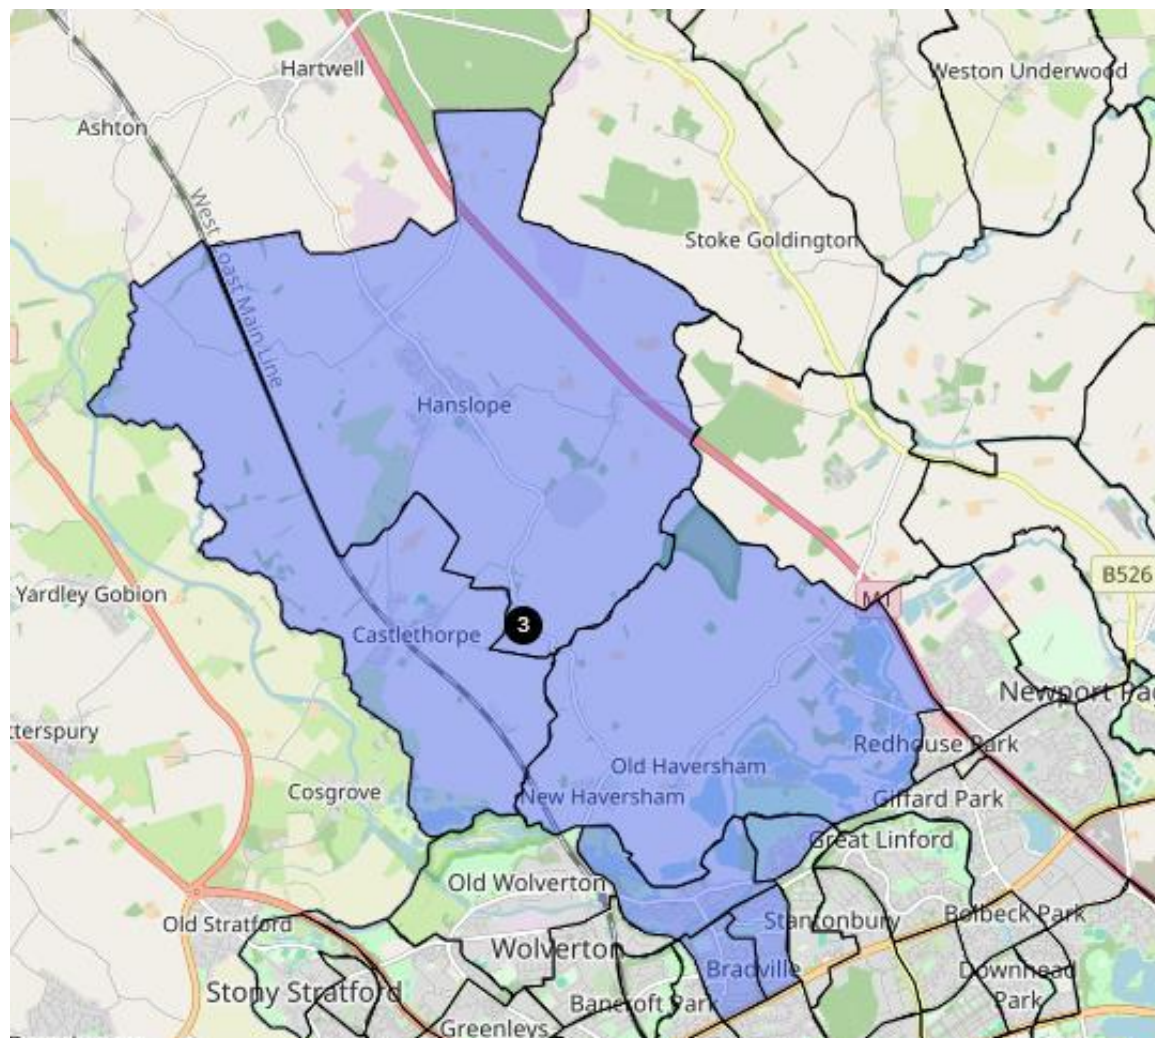 Hartwell
Weston Underwood
Ashton
West Coast Main Line
Stoke Goldington
Hanslope
B526
M1
Yardley Gobion
3
Castlethorpe
Newport Pag
tterspury
Redhouse Park
Old Haversham
Cosgrove
New Haversham
Giffard Park
Great Linford
Old Wolverton
Old Stratford
Stantonbury
Bolbeck Park
Wolverton
Bradville
Downhead
Park
Stony Stratford
Bancroft Park
Greenleys